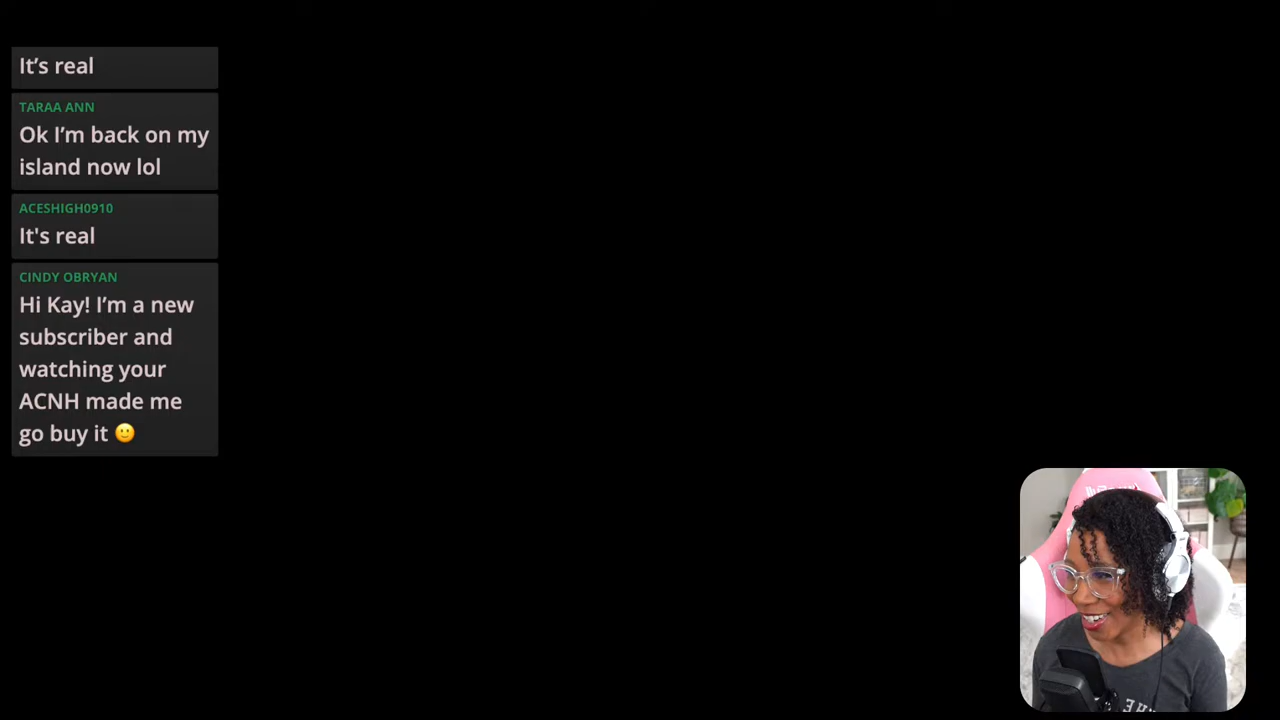 It’s real
TARAA ANN
Ok I’m back on my
island now lol
ACESHIGH0910
It's real
CINDY OBRYAN
Hi Kay! I’m a new
subscriber and
watching your
ACNH made me
go buy it 🙂